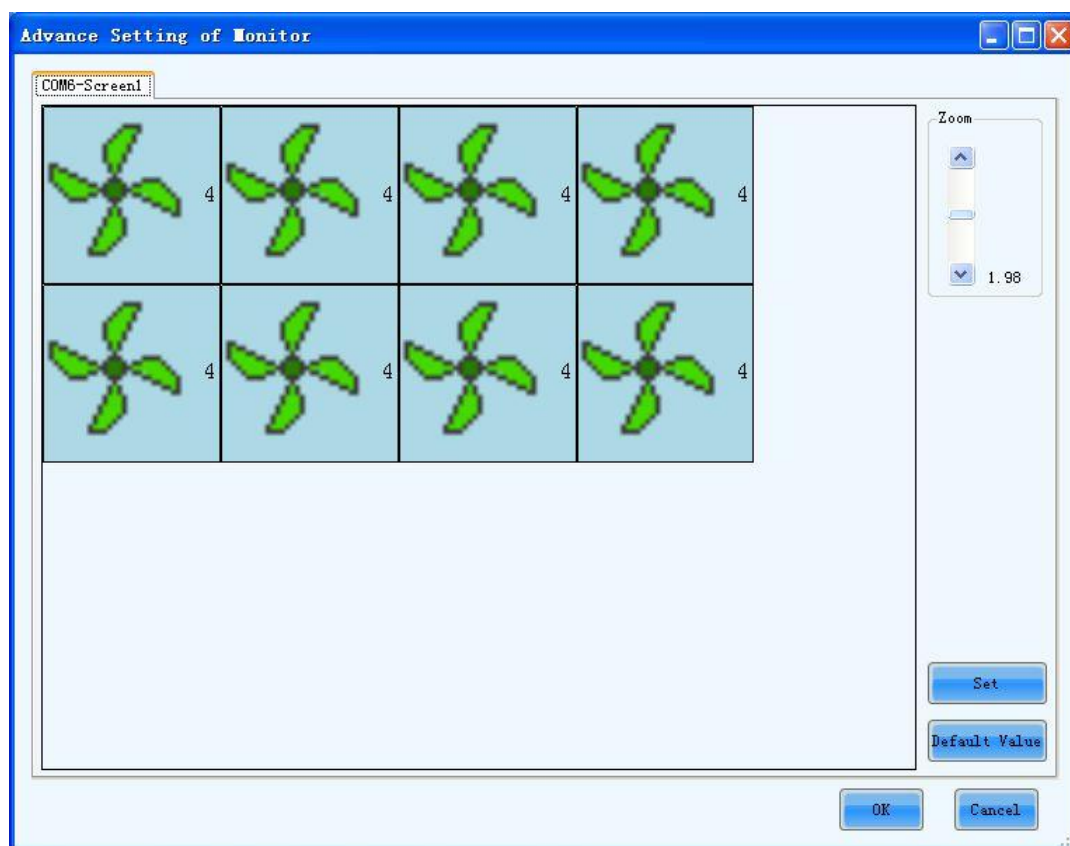 Advance Setting of Monitor
COM6-Screen1
Zoom
4 4 4 4
1.98
4 4 4 4
Set
Default Value
OK Cancel